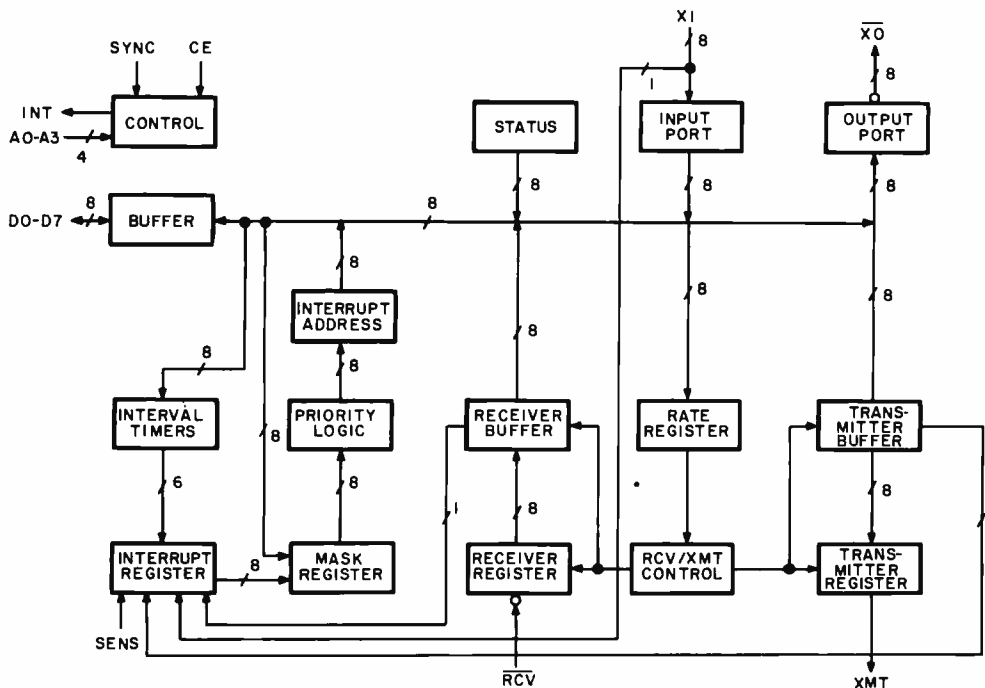 XI
8
XO
8
SYNC
CE
1
INT
A0-A3
4
CONTROL
STATUS
INPUT
PORT
OUTPUT
PORT
8
8
8
D0-D7
8
BUFFER
8
8
INTERRUPT
ADDRESS
8
8
8
8
8
INTERVAL
TIMERS
PRIORITY
LOGIC
RECEIVER
BUFFER
RATE
REGISTER
TRANS-
MITTER
BUFFER
8
6
8
1
8
8
INTERRUPT
REGISTER
8
MASK
REGISTER
RECEIVER
REGISTER
RCV/XMT
CONTROL
TRANS-
MITTER
REGISTER
SENS
RCV
XMT